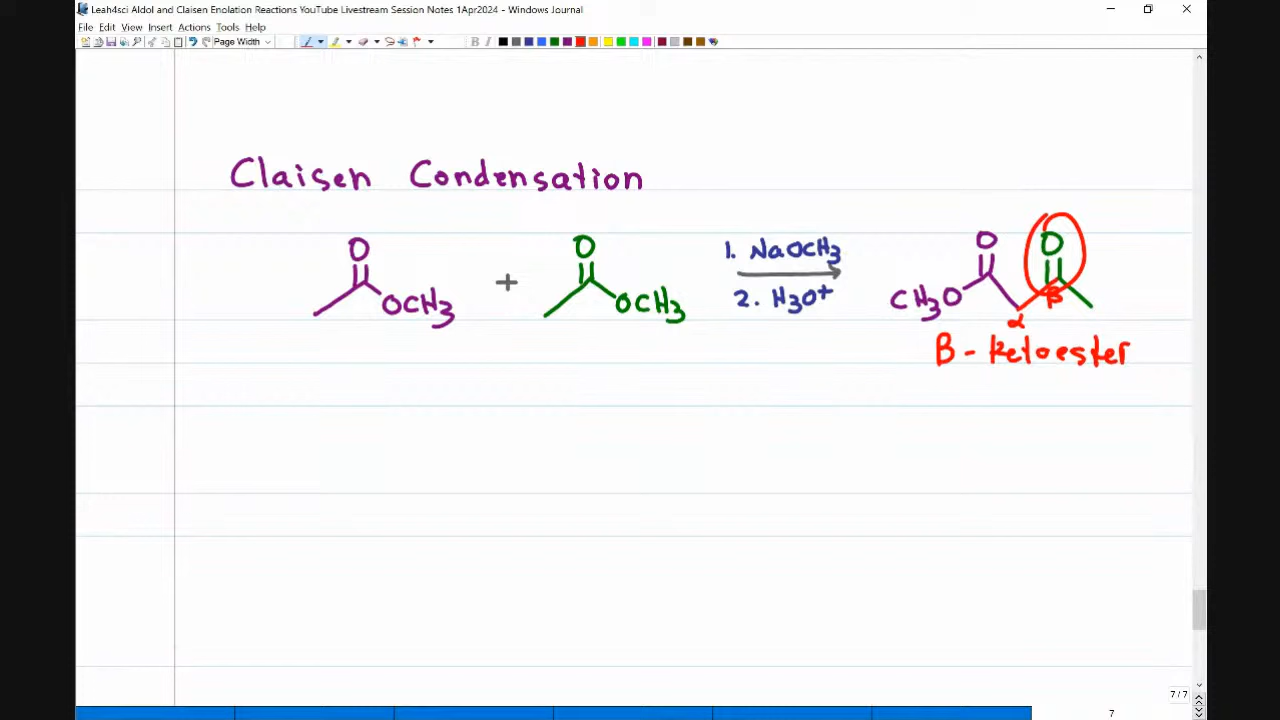 Leah4sci Aldol and Claisen Enolation Reactions YouTube Livestream Session Notes 1Apr2024 - Windows Journal
File Edit View Insert Actions Tools Help
Page Width
B I
Claisen Condensation
O O 1. NaOCH3 O O
OCH3 + OCH3 2. H3O+ CH3O α β
B - ketoester
7 / 7
7